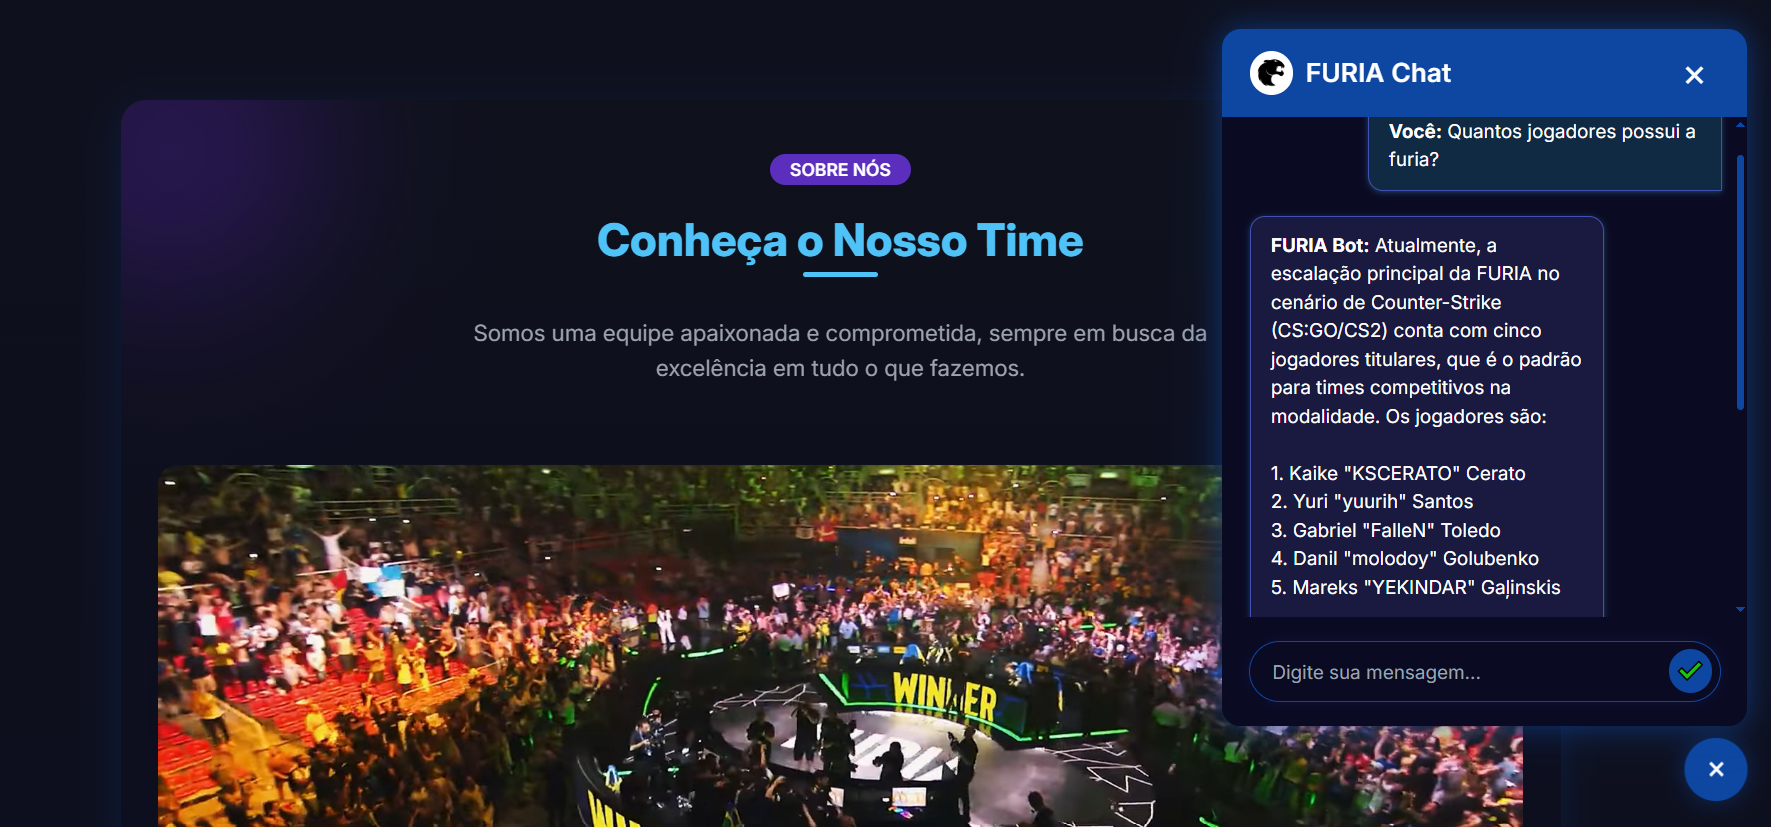 SOBRE NÓS
Conheça o Nosso Time
Somos uma equipe apaixonada e comprometida, sempre em busca da
excelência em tudo o que fazemos.
WINNER
FURIA Chat
Você: Quantos jogadores possui a
furia?
FURIA Bot: Atualmente, a
escalação principal da FURIA no
cenário de Counter-Strike
(CS:GO/CS2) conta com cinco
jogadores titulares, que é o padrão
para times competitivos na
modalidade. Os jogadores são:
1. Kaike "KSCERATO" Cerato
2. Yuri "yuurih" Santos
3. Gabriel "FalleN" Toledo
4. Danil "molodoy" Golubenko
5. Mareks "YEKINDAR" Gaļinskis
Digite sua mensagem...